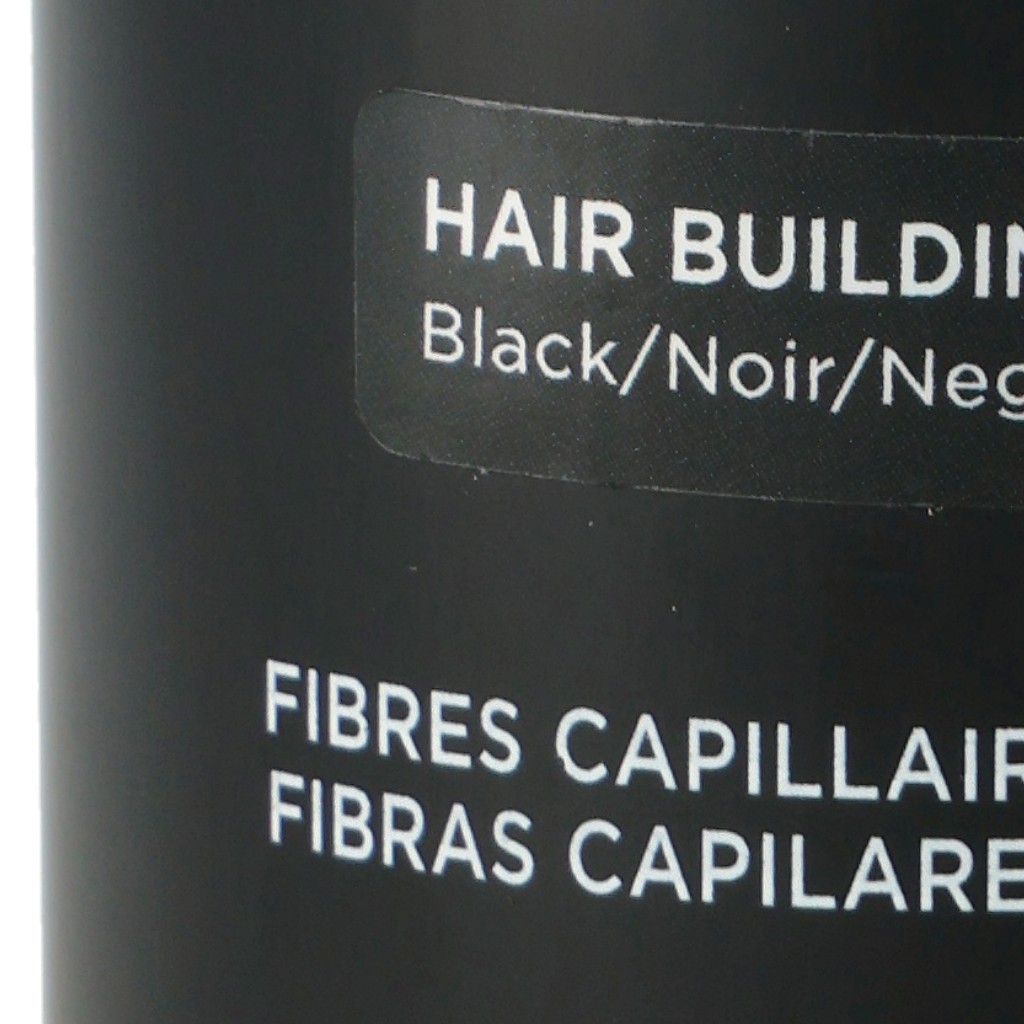 HAIR BUILDIN
Black/Noir/Neg
FIBRES CAPILLAIR
FIBRAS CAPILARE